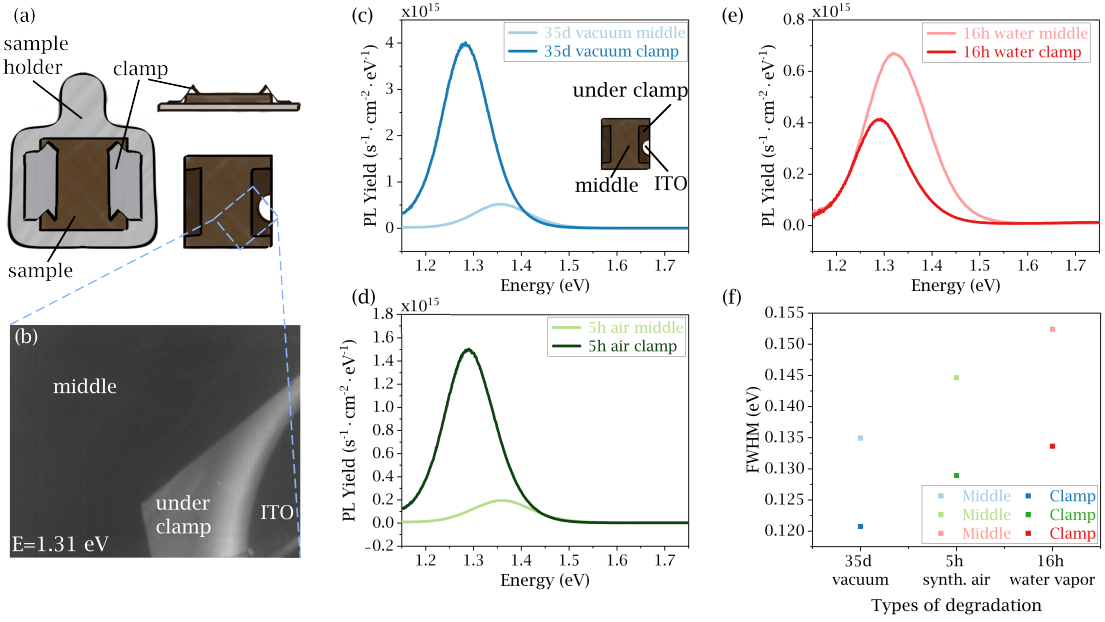 (a)
sample
holder
clamp
sample
(b)
middle
under
clamp
ITO
E=1.31 eV
(c)
x10¹⁵
35d vacuum middle
35d vacuum clamp
under clamp
middle
ITO
PL Yield (s⁻¹ · cm⁻² · eV⁻¹)
4
3
2
1
0
1.2 1.3 1.4 1.5 1.6 1.7
Energy (eV)
(d)
x10¹⁵
5h air middle
5h air clamp
PL Yield (s⁻¹ · cm⁻² · eV⁻¹)
1.8
1.6
1.4
1.2
1.0
0.8
0.6
0.4
0.2
0.0
−0.2
1.2 1.3 1.4 1.5 1.6 1.7
Energy (eV)
(e)
x10¹⁵
16h water middle
16h water clamp
PL Yield (s⁻¹ · cm⁻² · eV⁻¹)
0.8
0.6
0.4
0.2
0.0
1.2 1.3 1.4 1.5 1.6 1.7
Energy (eV)
(f)
FWHM (eV)
0.155
0.150
0.145
0.140
0.135
0.130
0.125
0.120
Middle Clamp
Middle Clamp
Middle Clamp
35d 5h 16h
vacuum synth. air water vapor
Types of degradation